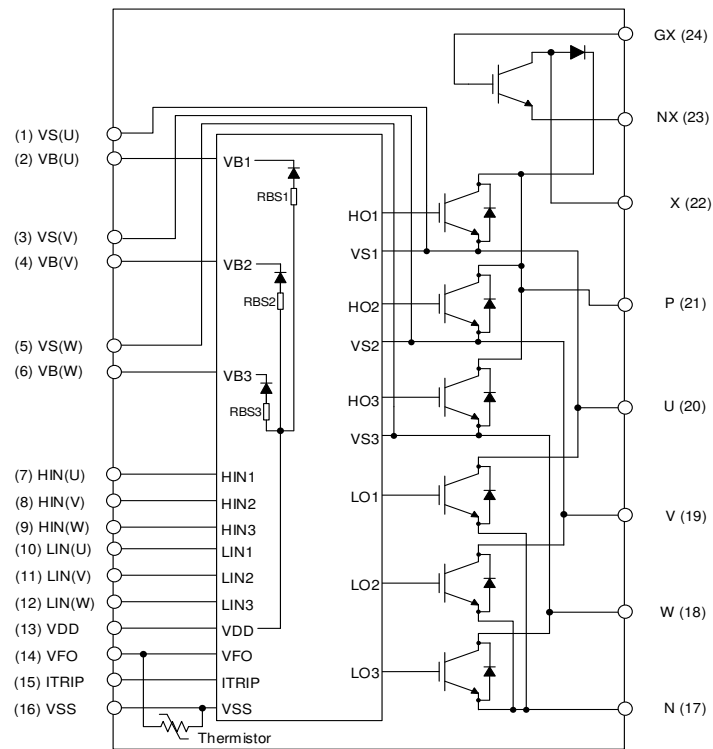 GX (24)
NX (23)
X (22)
P (21)
U (20)
V (19)
W (18)
N (17)
(1) VS(U)
(2) VB(U)
(3) VS(V)
(4) VB(V)
(5) VS(W)
(6) VB(W)
(7) HIN(U)
(8) HIN(V)
(9) HIN(W)
(10) LIN(U)
(11) LIN(V)
(12) LIN(W)
(13) VDD
(14) VFO
(15) ITRIP
(16) VSS
VB1
RBS1
VB2
RBS2
VB3
RBS3
HIN1
HIN2
HIN3
LIN1
LIN2
LIN3
VDD
VFO
ITRIP
VSS
Thermistor
HO1
VS1
HO2
VS2
HO3
VS3
LO1
LO2
LO3